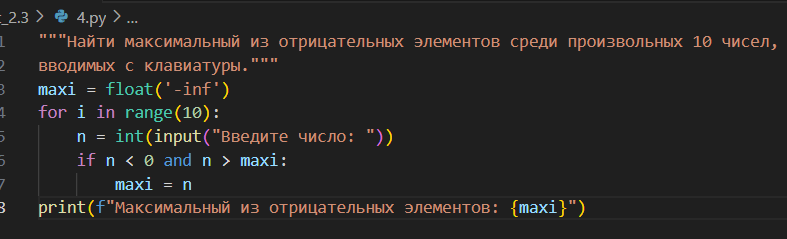 t_2.3 > 4.py > ...
1 """Найти максимальный из отрицательных элементов среди произвольных 10 чисел,
2 вводимых с клавиатуры."""
3 maxi = float('-inf')
4 for i in range(10):
5     n = int(input("Введите число: "))
6     if n < 0 and n > maxi:
7         maxi = n
8 print(f"Максимальный из отрицательных элементов: {maxi}")